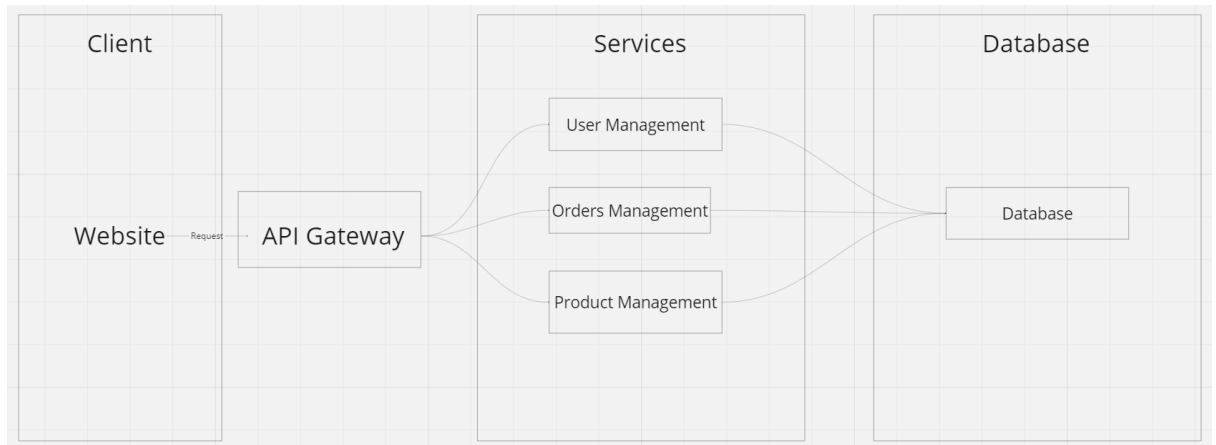 Client
Services
Database
User Management
Orders Management
Database
Website
Request
API Gateway
Product Management